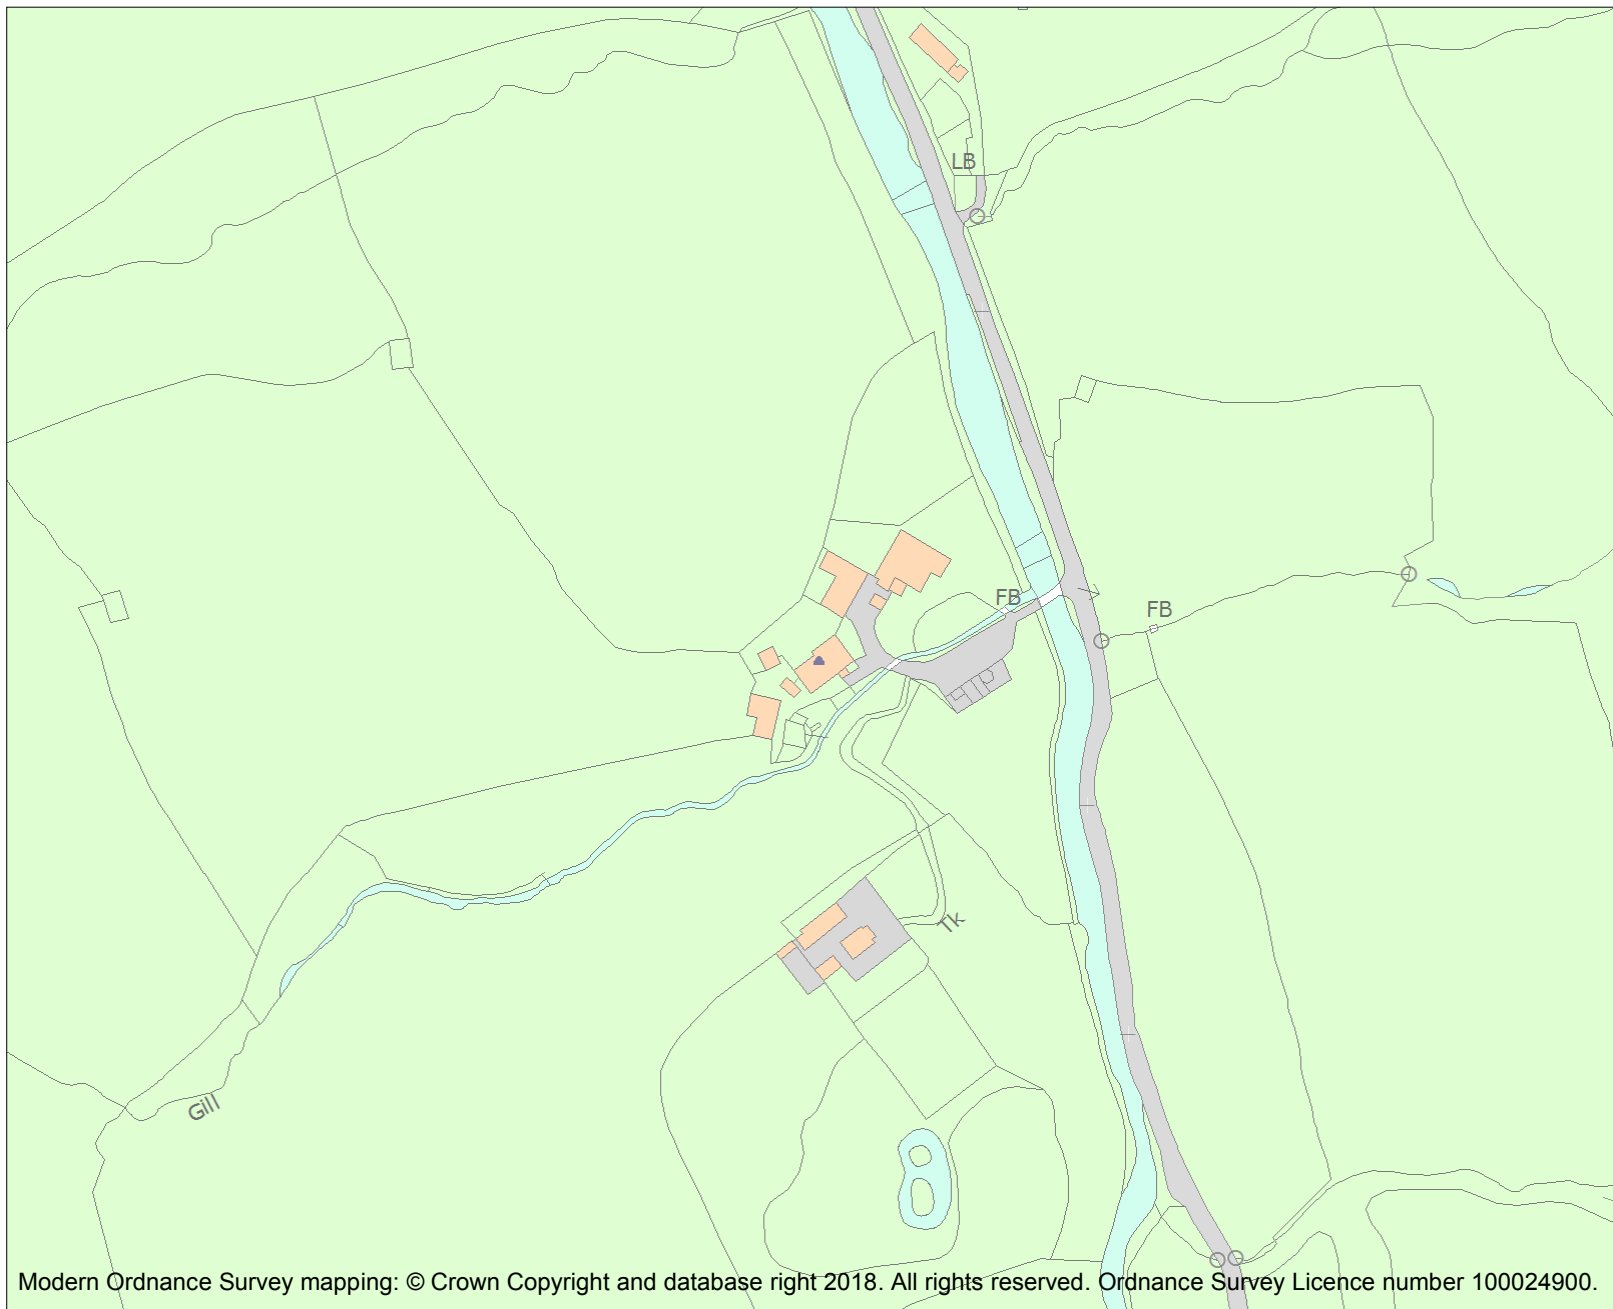 LB
FB
FB
Tk
Gill
Modern Ordnance Survey mapping: © Crown Copyright and database right 2018. All rights reserved. Ordnance Survey Licence number 100024900.